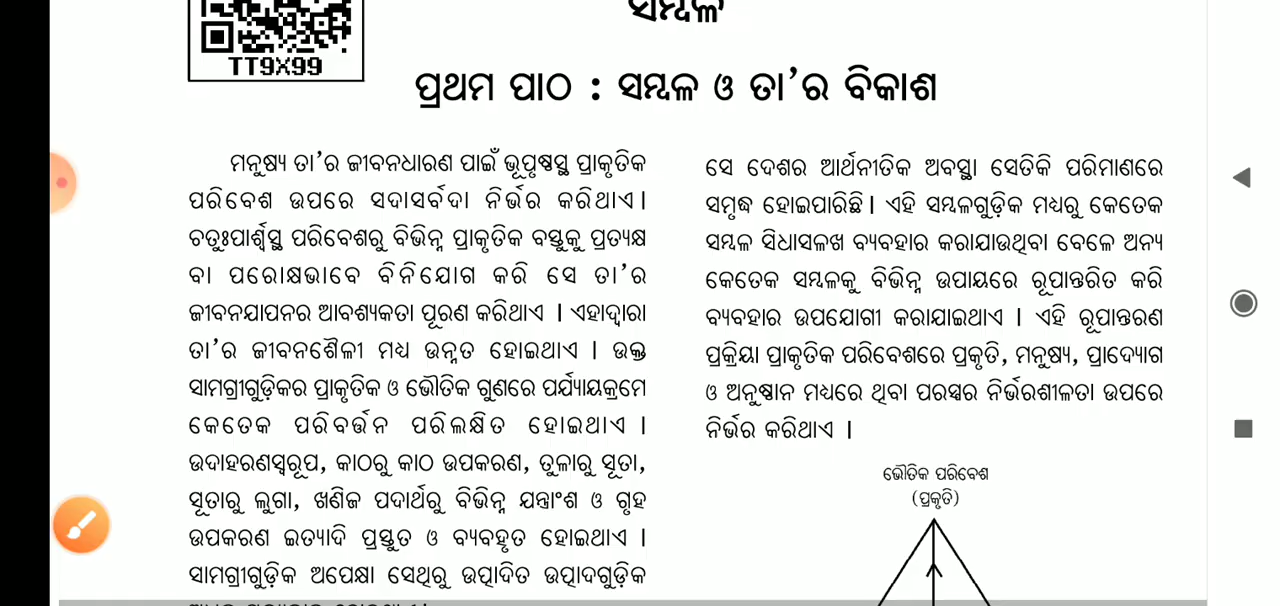 ସମ୍ବଳ
TT9X99
ପ୍ରଥମ ପାଠ : ସମ୍ବଳ ଓ ତା’ର ବିକାଶ
ମନୁଷ୍ୟ ତା’ର ଜୀବନଧାରଣ ପାଇଁ ଭୂପୃଷ୍ଠସ୍ଥ ପ୍ରାକୃତିକ
ପରିବେଶ ଉପରେ ସଦାସର୍ବଦା ନିର୍ଭର କରିଥାଏ।
ଚତୁଃପାର୍ଶ୍ୱସ୍ଥ ପରିବେଶରୁ ବିଭିନ୍ନ ପ୍ରାକୃତିକ ବସ୍ତୁକୁ ପ୍ରତ୍ୟକ୍ଷ
ବା ପରୋକ୍ଷଭାବେ ବିନିଯୋଗ କରି ସେ ତା’ର
ଜୀବନଯାପନର ଆବଶ୍ୟକତା ପୂରଣ କରିଥାଏ । ଏହାଦ୍ୱାରା
ତା’ର ଜୀବନଶୈଳୀ ମଧ୍ୟ ଉନ୍ନତ ହୋଇଥାଏ । ଉକ୍ତ
ସାମଗ୍ରୀଗୁଡ଼ିକର ପ୍ରାକୃତିକ ଓ ଭୌତିକ ଗୁଣରେ ପର୍ଯ୍ୟାୟକ୍ରମେ
କେତେକ ପରିବର୍ତ୍ତନ ପରିଲକ୍ଷିତ ହୋଇଥାଏ ।
ଉଦାହରଣସ୍ୱରୂପ, କାଠରୁ କାଠ ଉପକରଣ, ତୁଳାରୁ ସୂତା,
ସୂତାରୁ ଲୁଗା, ଖଣିଜ ପଦାର୍ଥରୁ ବିଭିନ୍ନ ଯନ୍ତ୍ରାଂଶ ଓ ଗୃହ
ଉପକରଣ ଇତ୍ୟାଦି ପ୍ରସ୍ତୁତ ଓ ବ୍ୟବହୃତ ହୋଇଥାଏ ।
ସାମଗ୍ରୀଗୁଡ଼ିକ ଅପେକ୍ଷା ସେଥିରୁ ଉତ୍ପାଦିତ ଉତ୍ପାଦଗୁଡ଼ିକ
ସେ ଦେଶର ଆର୍ଥନୀତିକ ଅବସ୍ଥା ସେତିକି ପରିମାଣରେ
ସମୃଦ୍ଧ ହୋଇପାରିଛି। ଏହି ସମ୍ବଳଗୁଡ଼ିକ ମଧ୍ୟରୁ କେତେକ
ସମ୍ବଳ ସିଧାସଳଖ ବ୍ୟବହାର କରାଯାଉଥିବା ବେଳେ ଅନ୍ୟ
କେତେକ ସମ୍ବଳକୁ ବିଭିନ୍ନ ଉପାୟରେ ରୂପାନ୍ତରିତ କରି
ବ୍ୟବହାର ଉପଯୋଗୀ କରାଯାଇଥାଏ । ଏହି ରୂପାନ୍ତରଣ
ପ୍ରକ୍ରିୟା ପ୍ରାକୃତିକ ପରିବେଶରେ ପ୍ରକୃତି, ମନୁଷ୍ୟ, ପ୍ରାଦ୍ୟୋଗ
ଓ ଅନୁଷ୍ଠାନ ମଧ୍ୟରେ ଥିବା ପରସ୍ପର ନିର୍ଭରଶୀଳତା ଉପରେ
ନିର୍ଭର କରିଥାଏ ।
ଭୌତିକ ପରିବେଶ
(ପ୍ରକୃତି)